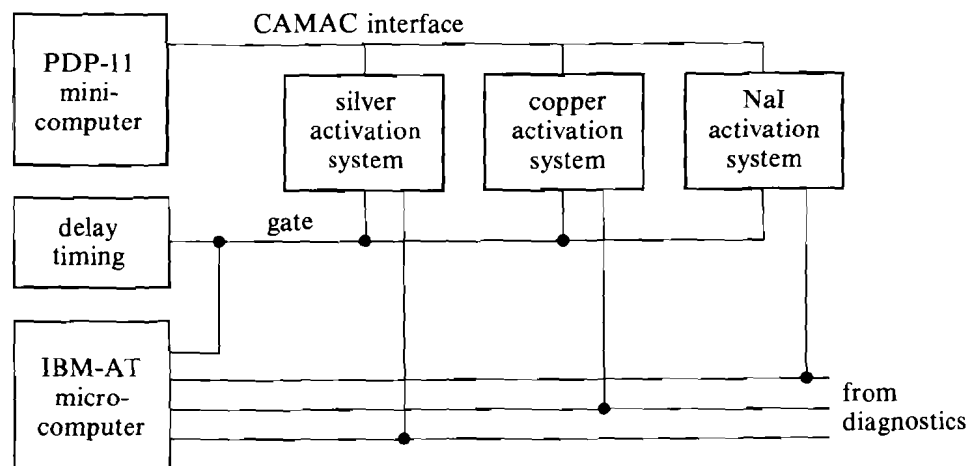 CAMAC interface
PDP-11
mini-
computer
silver
activation
system
copper
activation
system
NaI
activation
system
delay
timing
gate
IBM-AT
micro-
computer
from
diagnostics